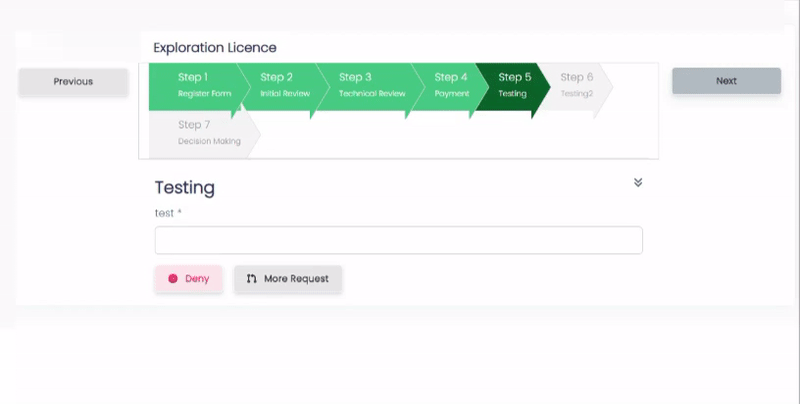 Exploration Licence
Previous
Step 1
Register Form
Step 2
Initial Review
Step 3
Technical Review
Step 4
Payment
Step 5
Testing
Step 6
Testing2
Next
Step 7
Decision Making
Testing
test *
Deny
More Request